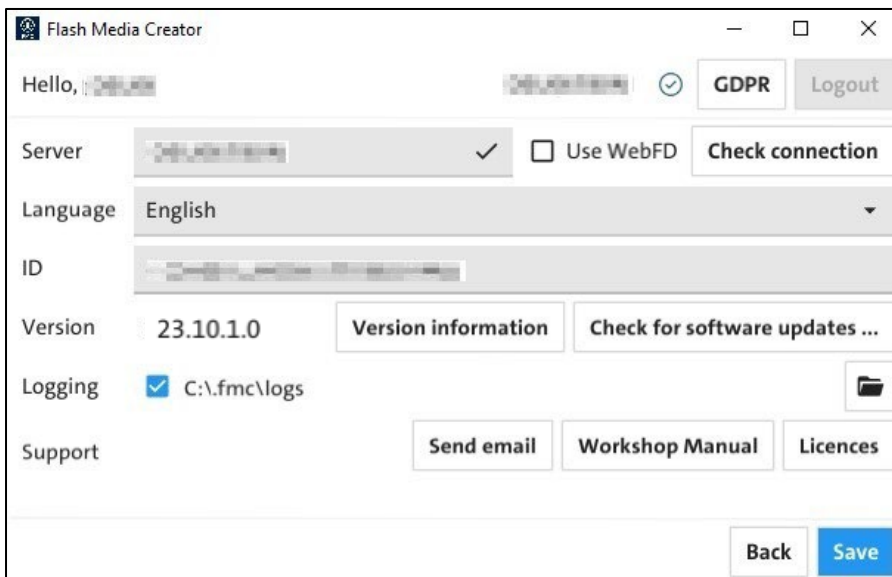 Flash Media Creator
Hello,
GDPR Logout
Server Use WebFD Check connection
Language English
ID
Version 23.10.1.0 Version information Check for software updates ...
Logging C:\.fmc\logs
Support Send email Workshop Manual Licences
Back Save